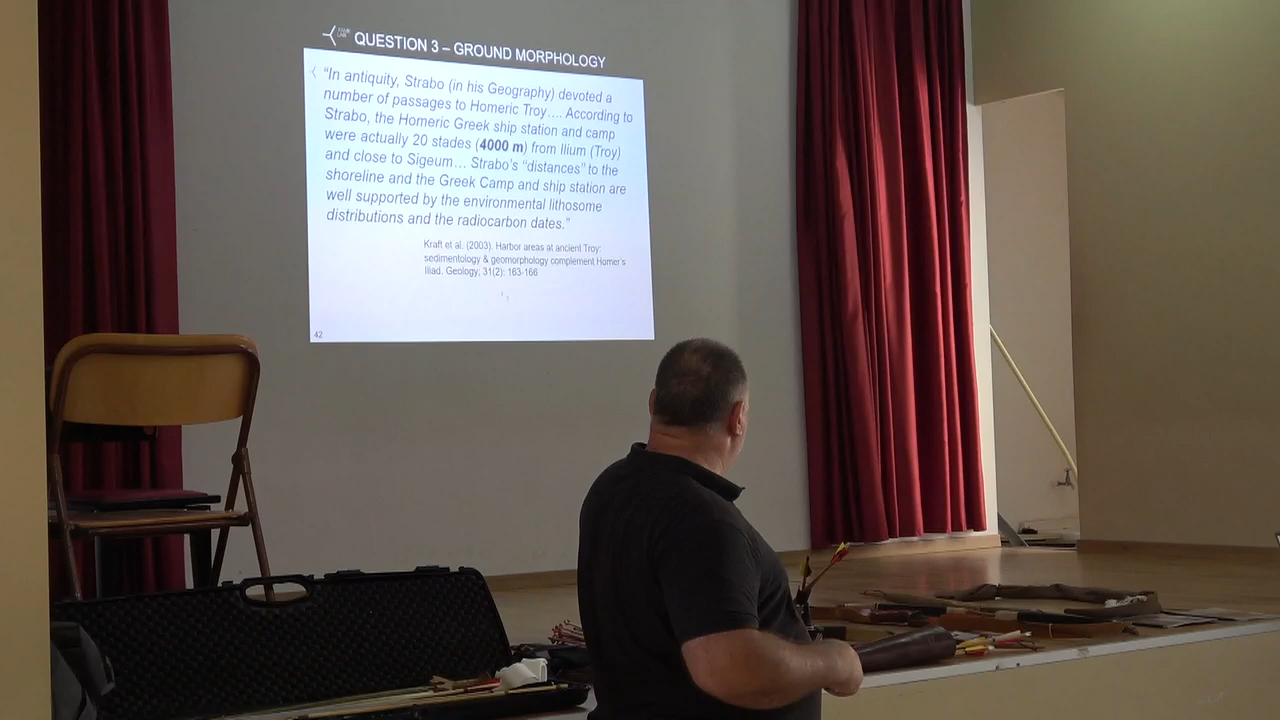 QUESTION 3 – GROUND MORPHOLOGY
“In antiquity, Strabo (in his Geography) devoted a
number of passages to Homeric Troy…. According to
Strabo, the Homeric Greek ship station and camp
were actually 20 stades (4000 m) from Ilium (Troy)
and close to Sigeum… Strabo’s “distances” to the
shoreline and the Greek Camp and ship station are
well supported by the environmental lithosome
distributions and the radiocarbon dates.”
Kraft et al. (2003). Harbor areas at ancient Troy:
sedimentology & geomorphology complement Homer’s
Iliad. Geology; 31(2): 163-166
42